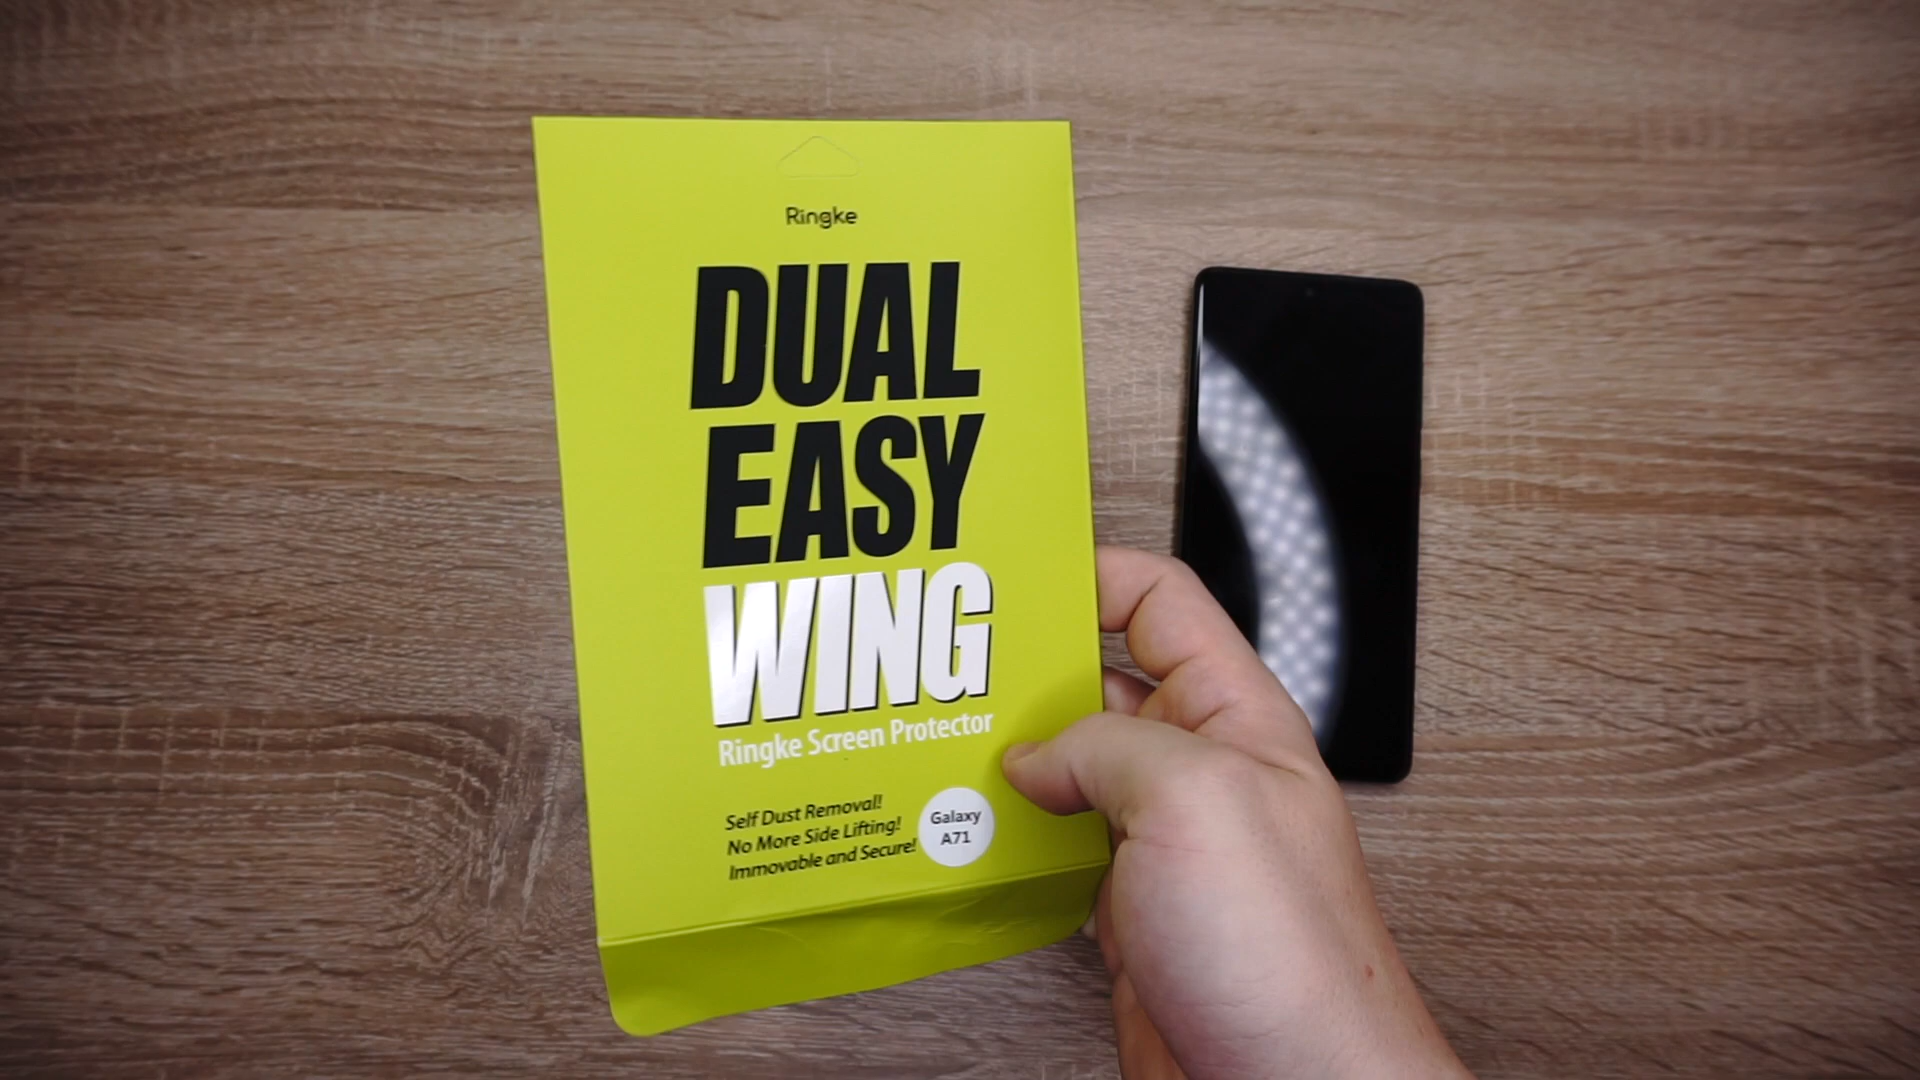 Ringke
DUAL
EASY
WING
Ringke Screen Protector
Self Dust Removal!
No More Side Lifting!
Immovable and Secure!
Galaxy
A71